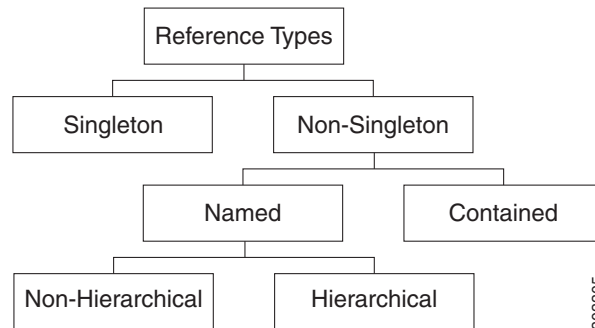 Reference Types
Singleton
Non-Singleton
Named
Contained
Non-Hierarchical
Hierarchical